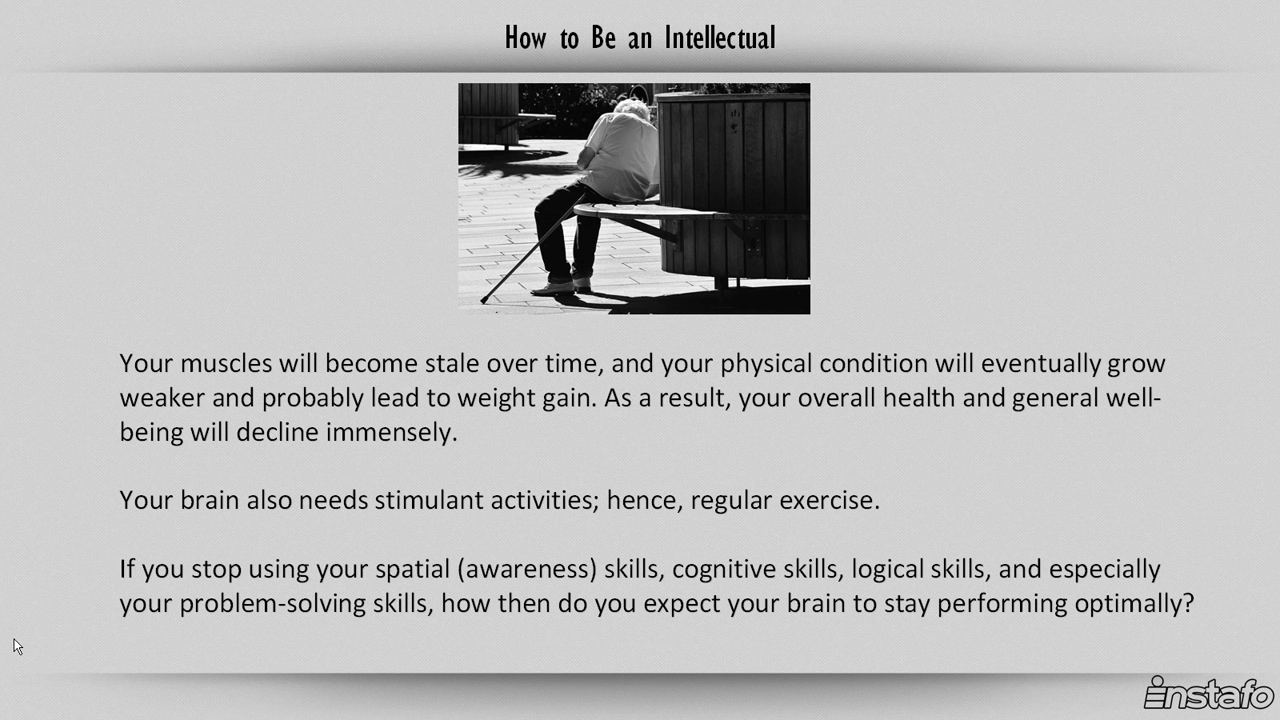 How to Be an Intellectual
Your muscles will become stale over time, and your physical condition will eventually grow
weaker and probably lead to weight gain. As a result, your overall health and general well-
being will decline immensely.
Your brain also needs stimulant activities; hence, regular exercise.
If you stop using your spatial (awareness) skills, cognitive skills, logical skills, and especially
your problem-solving skills, how then do you expect your brain to stay performing optimally?
instafo